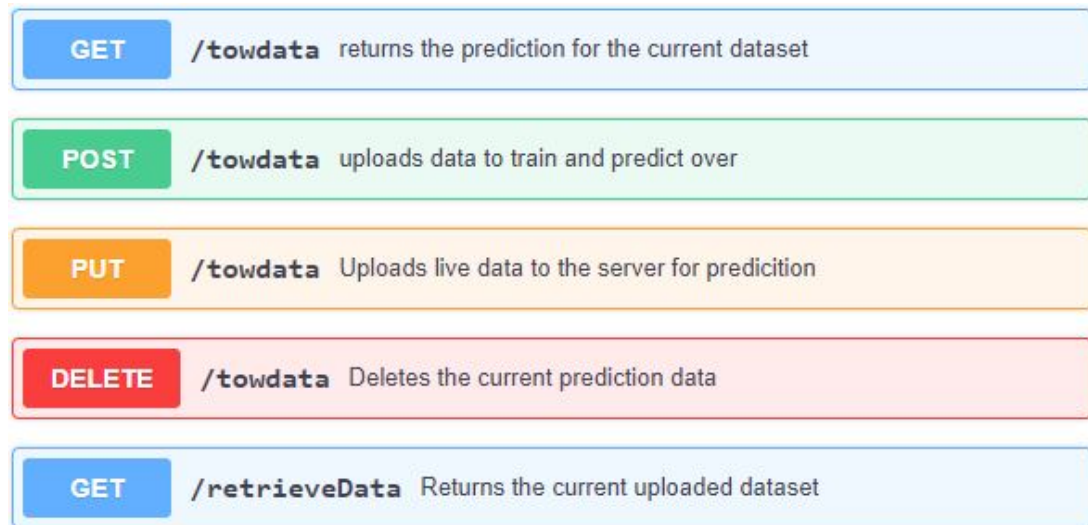 GET /towdata returns the prediction for the current dataset
POST /towdata uploads data to train and predict over
PUT /towdata Uploads live data to the server for predicition
DELETE /towdata Deletes the current prediction data
GET /retrieveData Returns the current uploaded dataset